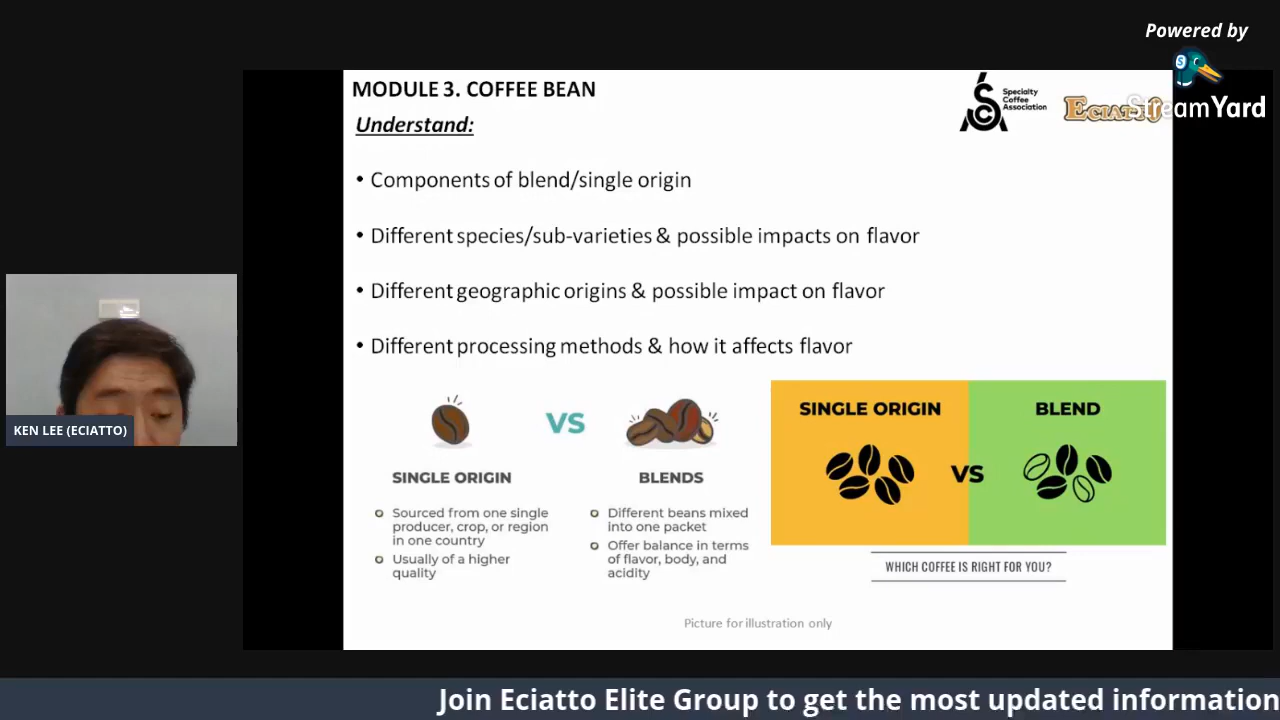 Powered by
StreamYard
MODULE 3. COFFEE BEAN
Understand:
Specialty
Coffee
Association
ECIATTO
• Components of blend/single origin
• Different species/sub-varieties & possible impacts on flavor
• Different geographic origins & possible impact on flavor
• Different processing methods & how it affects flavor
VS
SINGLE ORIGIN
Sourced from one single
producer, crop, or region
in one country
Usually of a higher
quality
BLENDS
Different beans mixed
into one packet
Offer balance in terms
of flavor, body, and
acidity
SINGLE ORIGIN
VS
BLEND
WHICH COFFEE IS RIGHT FOR YOU?
Picture for illustration only
KEN LEE (ECIATTO)
Join Eciatto Elite Group to get the most updated information